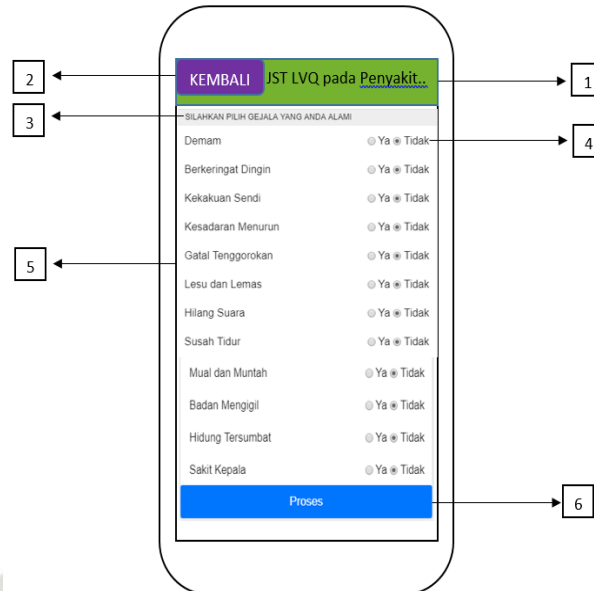 KEMBALI JST LVQ pada Penyakit..
2
1
3
SILAHKAN PILIH GEJALA YANG ANDA ALAMI
Demam Ya Tidak
4
Berkeringat Dingin Ya Tidak
Kekakuan Sendi Ya Tidak
Kesadaran Menurun Ya Tidak
Gatal Tenggorokan Ya Tidak
5
Lesu dan Lemas Ya Tidak
Hilang Suara Ya Tidak
Susah Tidur Ya Tidak
Mual dan Muntah Ya Tidak
Badan Mengigil Ya Tidak
Hidung Tersumbat Ya Tidak
Sakit Kepala Ya Tidak
Proses
6